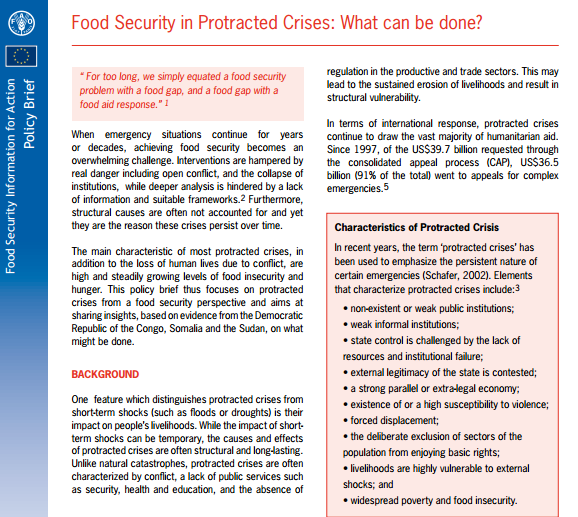 Food Security in Protracted Crises: What can be done?
Food Security Information for Action
Policy Brief
“ For too long, we simply equated a food security
problem with a food gap, and a food gap with a
food aid response.” 1
When emergency situations continue for years
or decades, achieving food security becomes an
overwhelming challenge. Interventions are hampered by
real danger including open conflict, and the collapse of
institutions, while deeper analysis is hindered by a lack
of information and suitable frameworks.2 Furthermore,
structural causes are often not accounted for and yet
they are the reason these crises persist over time.
The main characteristic of most protracted crises, in
addition to the loss of human lives due to conflict, are
high and steadily growing levels of food insecurity and
hunger. This policy brief thus focuses on protracted
crises from a food security perspective and aims at
sharing insights, based on evidence from the Democratic
Republic of the Congo, Somalia and the Sudan, on what
might be done.
BACKGROUND
One feature which distinguishes protracted crises from
short-term shocks (such as floods or droughts) is their
impact on people's livelihoods. While the impact of short-
term shocks can be temporary, the causes and effects
of protracted crises are often structural and long-lasting.
Unlike natural catastrophes, protracted crises are often
characterized by conflict, a lack of public services such
as security, health and education, and the absence of
regulation in the productive and trade sectors. This may
lead to the sustained erosion of livelihoods and result in
structural vulnerability.
In terms of international response, protracted crises
continue to draw the vast majority of humanitarian aid.
Since 1997, of the US$39.7 billion requested through
the consolidated appeal process (CAP), US$36.5
billion (91% of the total) went to appeals for complex
emergencies.5
Characteristics of Protracted Crisis
In recent years, the term ‘protracted crises’ has
been used to emphasize the persistent nature of
certain emergencies (Schafer, 2002). Elements
that characterize protracted crises include:3
• non-existent or weak public institutions;
• weak informal institutions;
• state control is challenged by the lack of
resources and institutional failure;
• external legitimacy of the state is contested;
• a strong parallel or extra-legal economy;
• existence of or a high susceptibility to violence;
• forced displacement;
• the deliberate exclusion of sectors of the
population from enjoying basic rights;
• livelihoods are highly vulnerable to external
shocks; and
• widespread poverty and food insecurity.